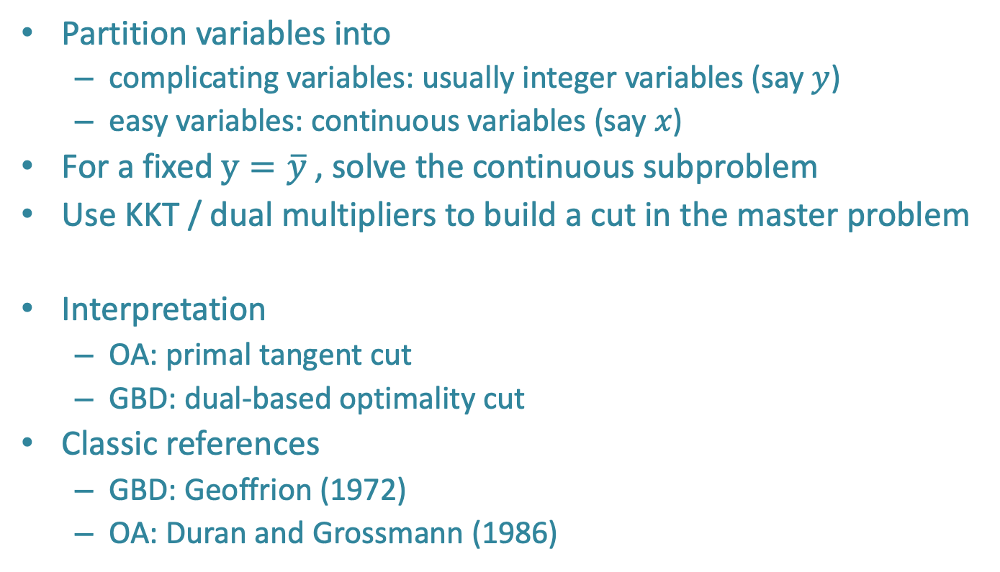 • Partition variables into
– complicating variables: usually integer variables (say y)
– easy variables: continuous variables (say x)
• For a fixed y = ȳ , solve the continuous subproblem
• Use KKT / dual multipliers to build a cut in the master problem
• Interpretation
– OA: primal tangent cut
– GBD: dual-based optimality cut
• Classic references
– GBD: Geoffrion (1972)
– OA: Duran and Grossmann (1986)